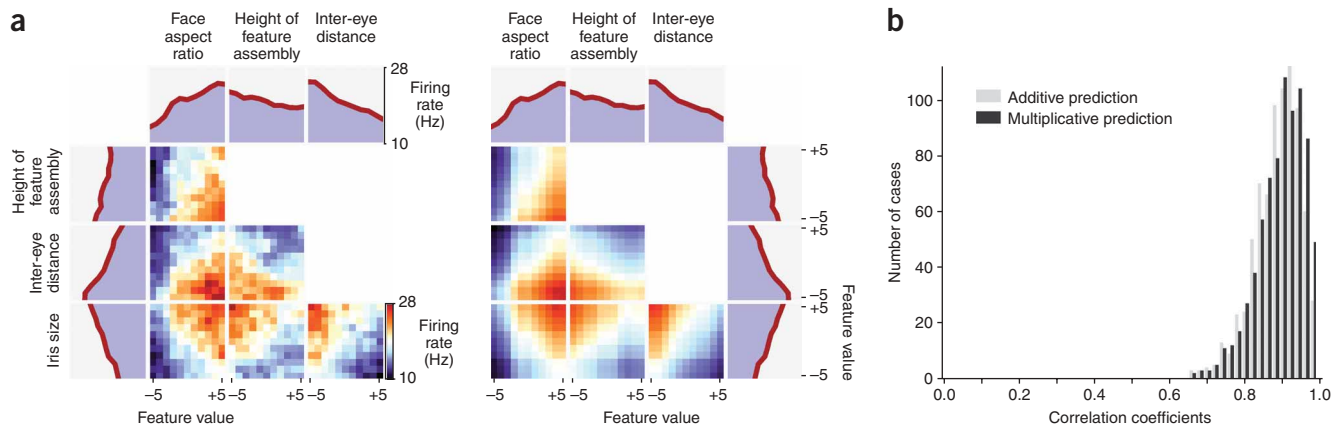 a
Face
aspect
ratio
Height of
feature
assembly
Inter-eye
distance
28
Firing
rate
(Hz)
10
Height of
feature
assembly
Inter-eye
distance
Iris size
28
Firing
rate
(Hz)
10
–5
+5
–5
+5
–5
+5
Feature value
Face
aspect
ratio
Height of
feature
assembly
Inter-eye
distance
+5
–5
+5
–5
+5
–5
Feature value
–5
+5
–5
+5
–5
+5
Feature value
b
Additive prediction
Multiplicative prediction
Number of cases
100
80
60
40
20
0
0.0
0.2
0.4
0.6
0.8
1.0
Correlation coefficients